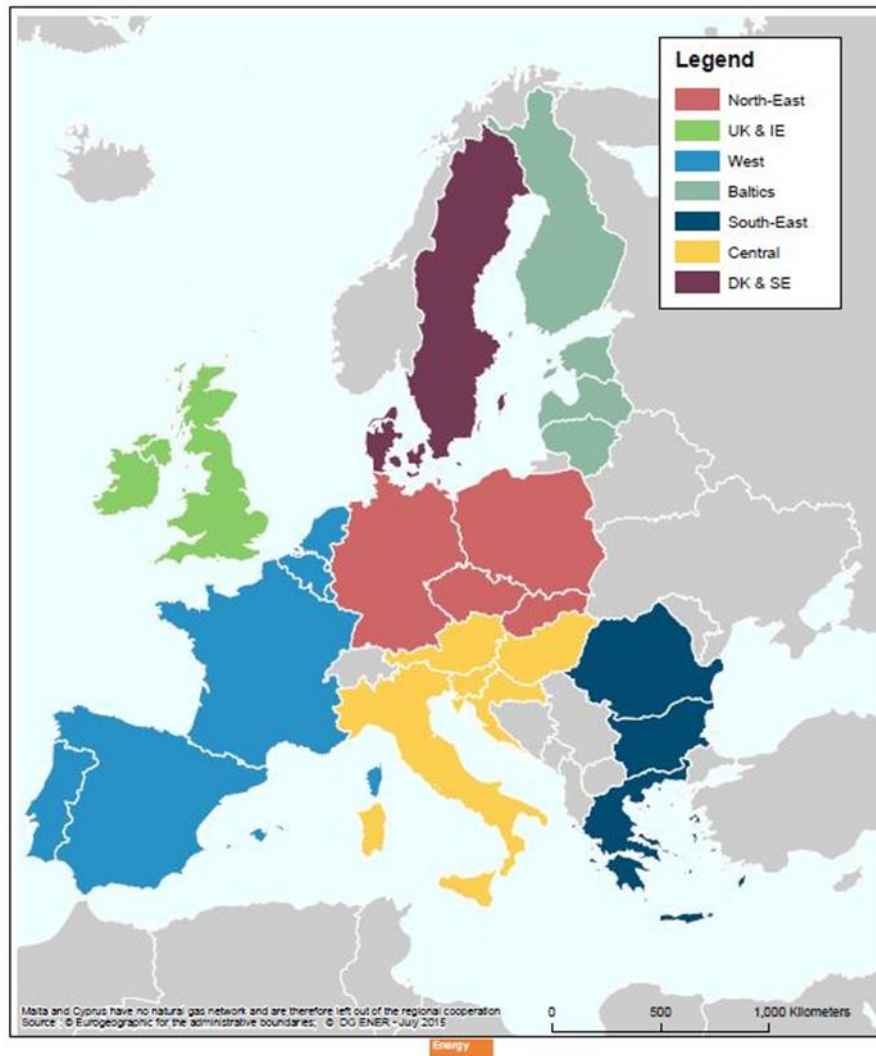 Legend
North-East
UK & IE
West
Baltics
South-East
Central
DK & SE
Malta and Cyprus have no natural gas network and are therefore left out of the regional cooperation
Source : © Eurogeographic for the administrative boundaries; © DG ENER - July 2015
0 500 1,000 Kilometers
Energy